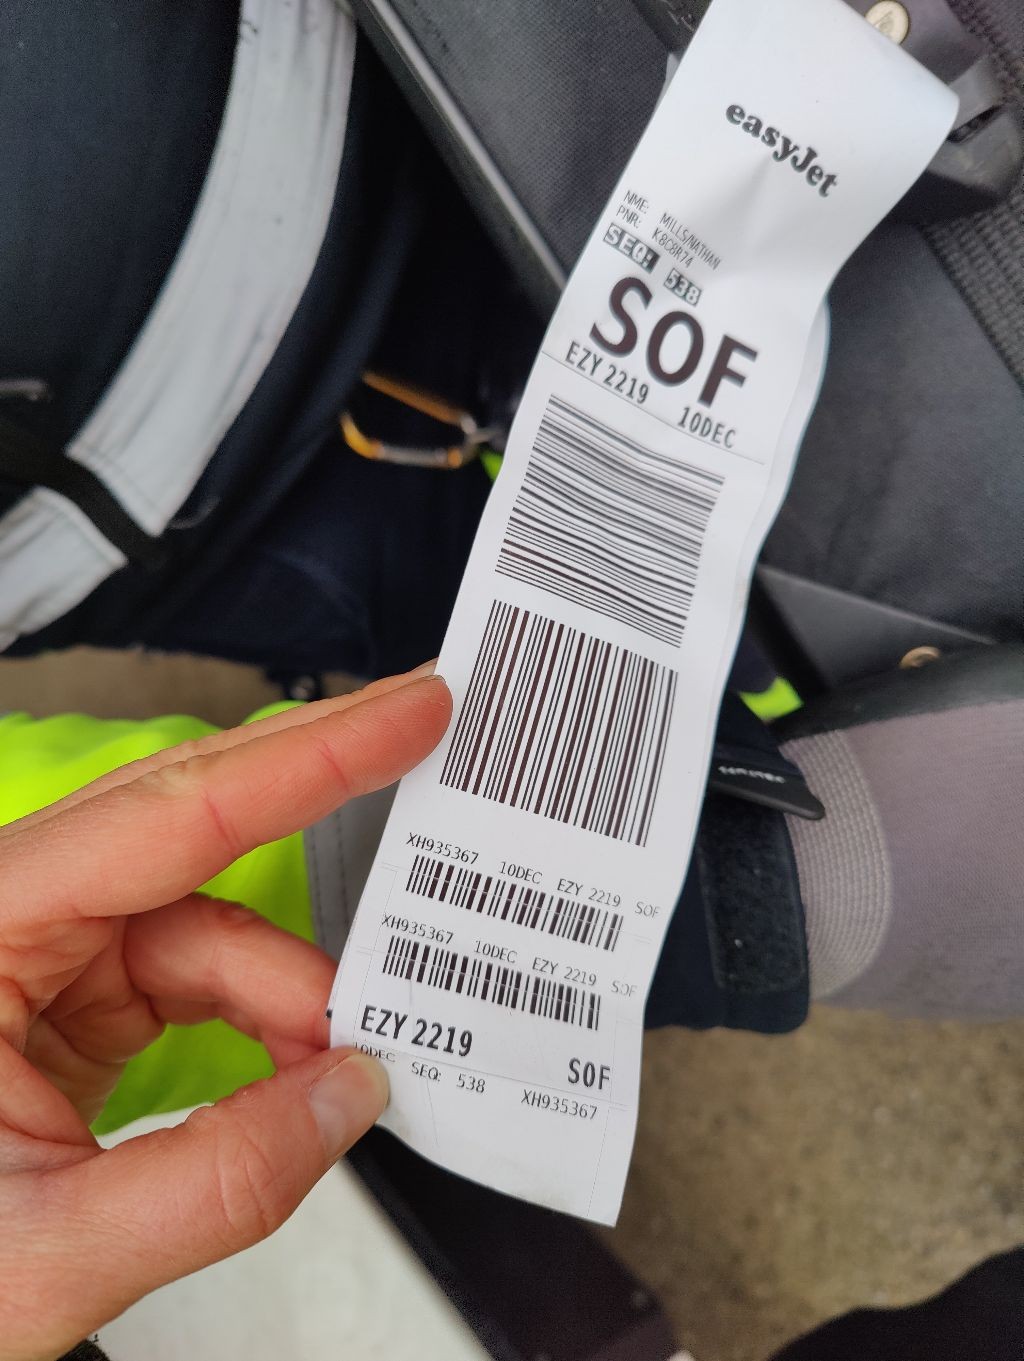 easyJet
NME: MILLS/NATHAN
PNR: K8C8R74
SEQ: 538
SOF
EZY 2219 10DEC
XH935367 10DEC EZY 2219 SOF
XH935367 10DEC EZY 2219 SOF
EZY 2219 SOF
10DEC SEQ: 538 XH935367